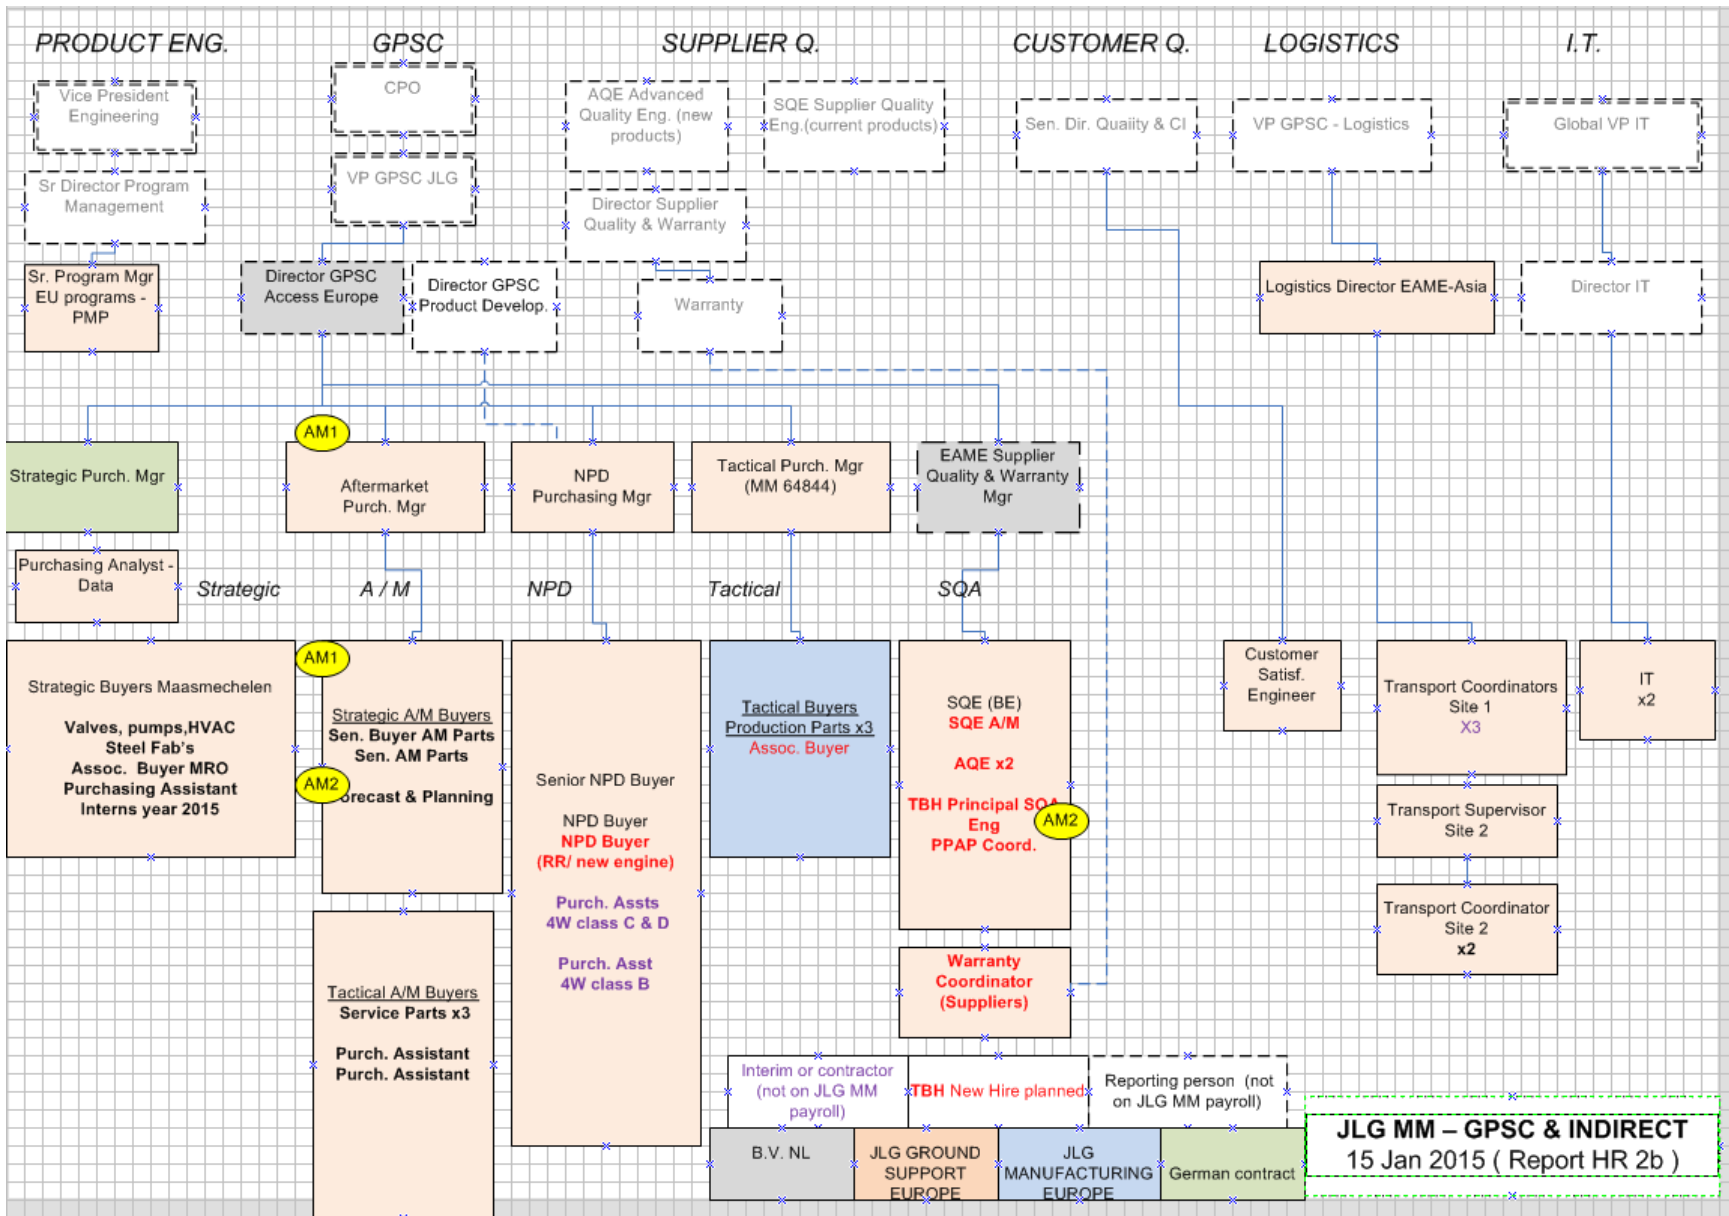 PRODUCT ENG.
GPSC
SUPPLIER Q.
CUSTOMER Q.
LOGISTICS
I.T.
Vice President
Engineering
CPO
AQE Advanced
Quality Eng. (new
products)
SQE Supplier Quality
Eng.(current products)
Sen. Dir. Quaiity & CI
VP GPSC - Logistics
Global VP IT
Sr Director Program
Management
VP GPSC JLG
Director Supplier
Quality & Warranty
Sr. Program Mgr
EU programs -
PMP
Director GPSC
Access Europe
Director GPSC
Product Develop.
Warranty
Logistics Director EAME-Asia
Director IT
Strategic Purch. Mgr
AM1
Aftermarket
Purch. Mgr
NPD
Purchasing Mgr
Tactical Purch. Mgr
(MM 64844)
EAME Supplier
Quality & Warranty
Mgr
Purchasing Analyst -
Data
Strategic
A / M
NPD
Tactical
SQA
Strategic Buyers Maasmechelen
Valves, pumps,HVAC
Steel Fab's
Assoc. Buyer MRO
Purchasing Assistant
Interns year 2015
AM1
Strategic A/M Buyers
Sen. Buyer AM Parts
Sen. AM Parts
AM2
orecast & Planning
Senior NPD Buyer
NPD Buyer
NPD Buyer
(RR/ new engine)
Purch. Assts
4W class C & D
Purch. Asst
4W class B
Tactical Buyers
Production Parts x3
Assoc. Buyer
SQE (BE)
SQE A/M
AQE x2
TBH Principal SQA
Eng
PPAP Coord.
AM2
Customer
Satisf.
Engineer
Transport Coordinators
Site 1
X3
IT
x2
Transport Supervisor
Site 2
Transport Coordinator
Site 2
x2
Tactical A/M Buyers
Service Parts x3
Purch. Assistant
Purch. Assistant
Warranty
Coordinator
(Suppliers)
Interim or contractor
(not on JLG MM
payroll)
TBH New Hire planned
Reporting person (not
on JLG MM payroll)
B.V. NL
JLG GROUND
SUPPORT
EUROPE
JLG
MANUFACTURING
EUROPE
German contract
JLG MM – GPSC & INDIRECT
15 Jan 2015 ( Report HR 2b )